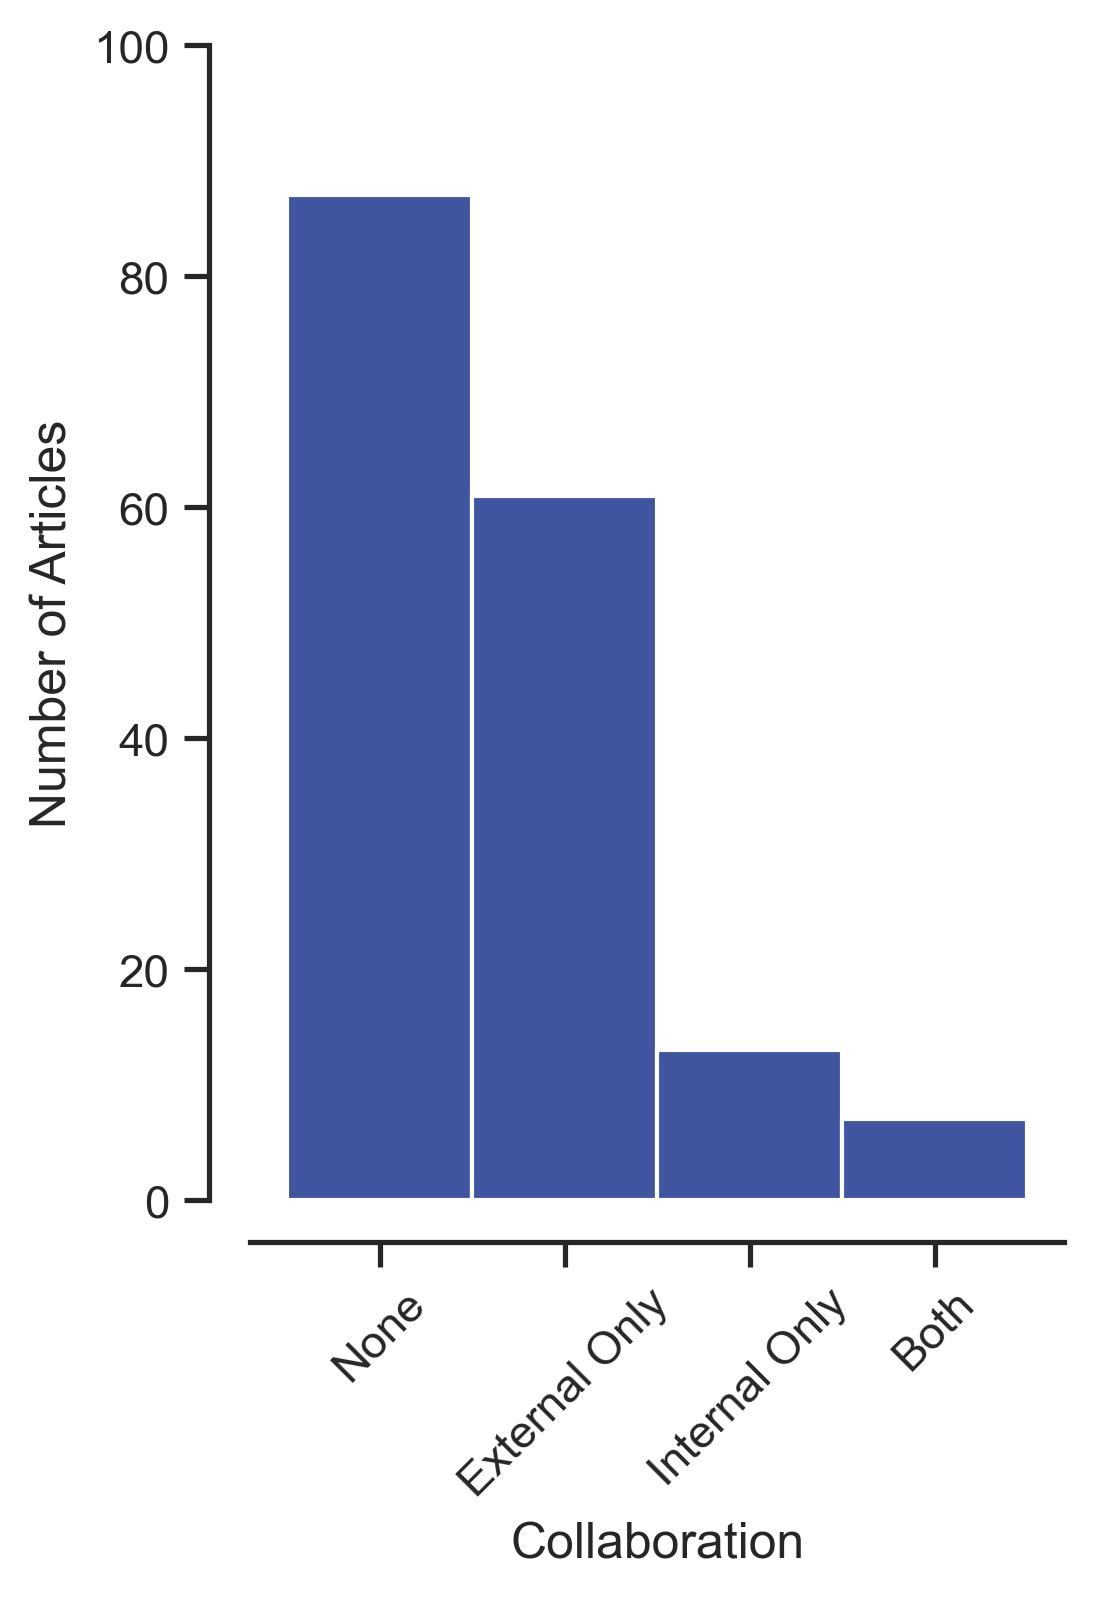 100
80
60
40
20
0
Number of Articles
None
External Only
Internal Only
Both
Collaboration